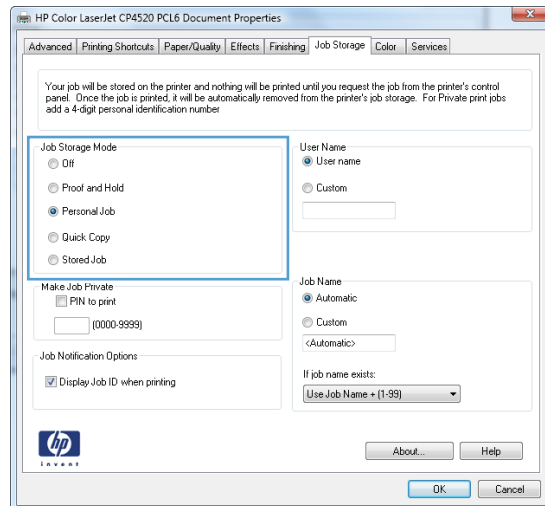 HP Color LaserJet CP4520 PCL6 Document Properties
Advanced Printing Shortcuts Paper/Quality Effects Finishing Job Storage Color Services
Your job will be stored on the printer and nothing will be printed until you request the job from the printer's control
panel. Once the job is printed, it will be automatically removed from the printer's job storage. For Private print jobs
add a 4-digit personal identification number
Job Storage Mode
Off
Proof and Hold
Personal Job
Quick Copy
Stored Job
User Name
User name
Custom
Make Job Private
PIN to print
(0000-9999)
Job Name
Automatic
Custom
<Automatic>
If job name exists:
Use Job Name + (1-99)
Job Notification Options
Display Job ID when printing
hp
invent
About... Help
OK Cancel